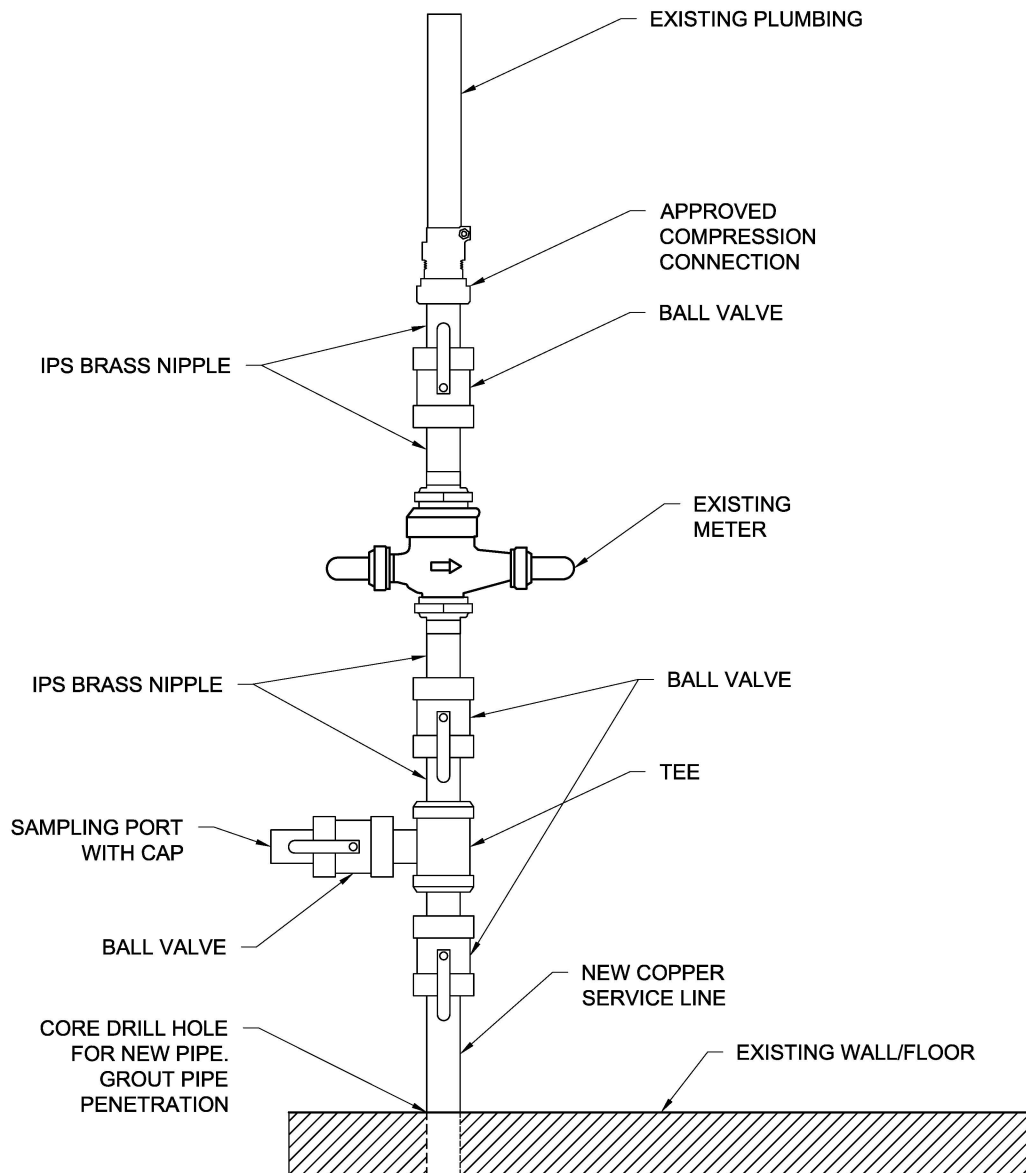 EXISTING PLUMBING
APPROVED
COMPRESSION
CONNECTION
BALL VALVE
IPS BRASS NIPPLE
EXISTING
METER
IPS BRASS NIPPLE
BALL VALVE
TEE
SAMPLING PORT
WITH CAP
BALL VALVE
NEW COPPER
SERVICE LINE
CORE DRILL HOLE
FOR NEW PIPE.
GROUT PIPE
PENETRATION
EXISTING WALL/FLOOR